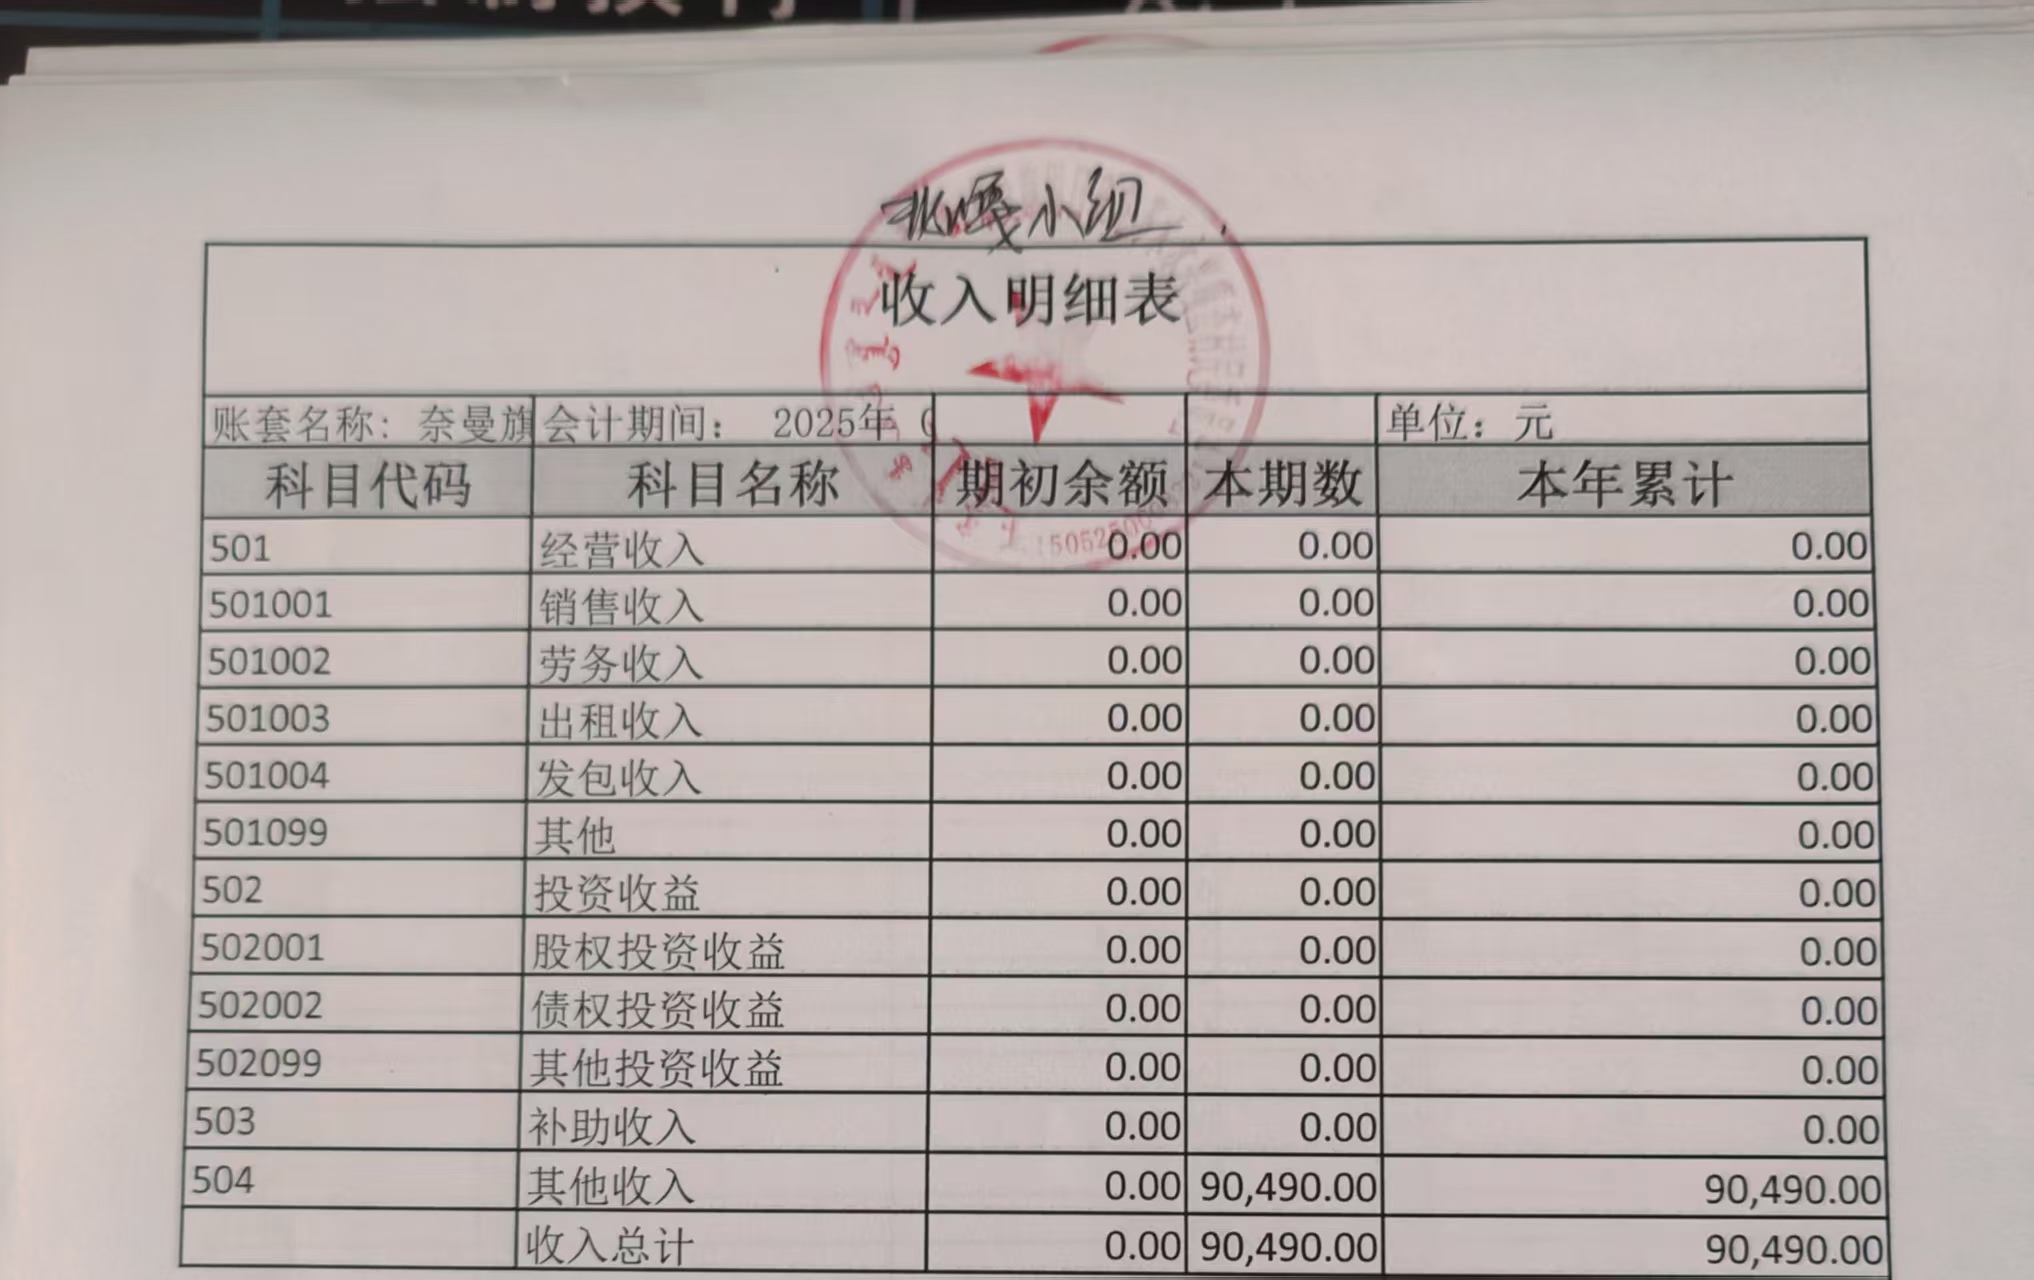 小组
收入明细表
账套名称：奈曼旗 会计期间： 2025年 单位：元
科目代码 科目名称 期初余额 本期数 本年累计
501 经营收入 0.00 0.00 0.00
501001 销售收入 0.00 0.00 0.00
501002 劳务收入 0.00 0.00 0.00
501003 出租收入 0.00 0.00 0.00
501004 发包收入 0.00 0.00 0.00
501099 其他 0.00 0.00 0.00
502 投资收益 0.00 0.00 0.00
502001 股权投资收益 0.00 0.00 0.00
502002 债权投资收益 0.00 0.00 0.00
502099 其他投资收益 0.00 0.00 0.00
503 补助收入 0.00 0.00 0.00
504 其他收入 0.00 90,490.00 90,490.00
收入总计 0.00 90,490.00 90,490.00